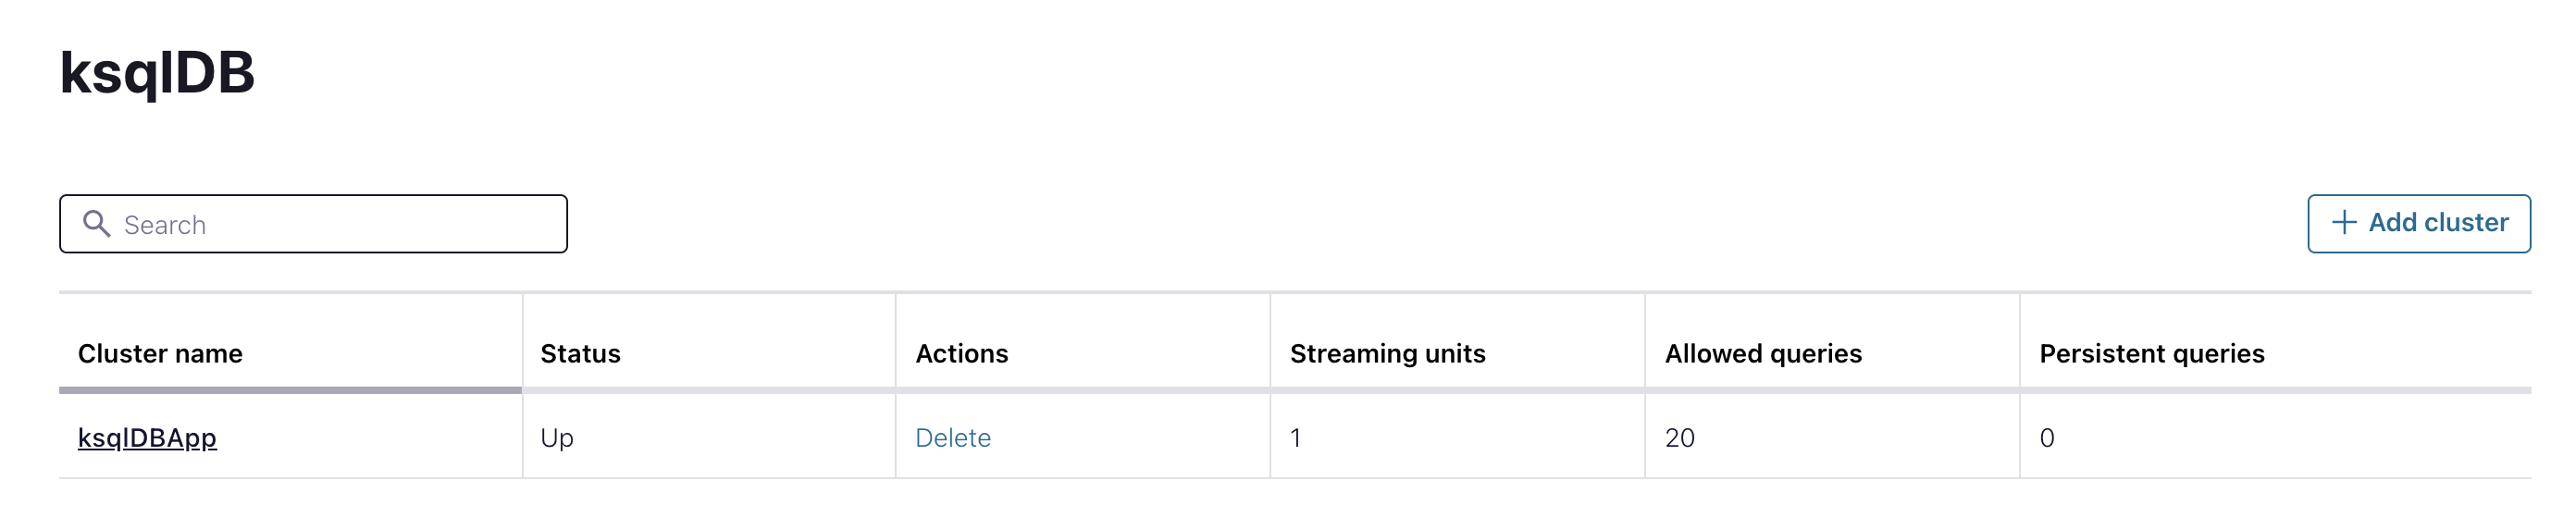 ksqlDB
Search
+ Add cluster
Cluster name Status Actions Streaming units Allowed queries Persistent queries
ksqlDBApp Up Delete 1 20 0